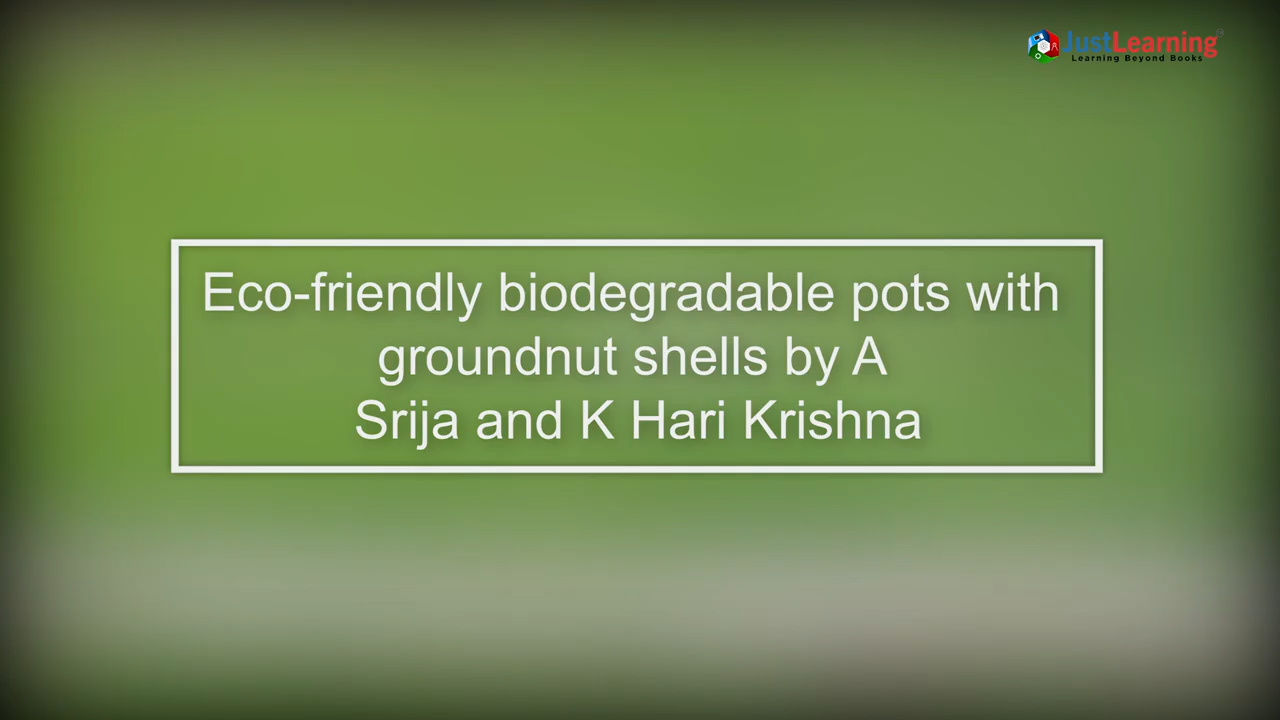 JustLearning
Learning Beyond Books
Eco-friendly biodegradable pots with
groundnut shells by A
Srija and K Hari Krishna